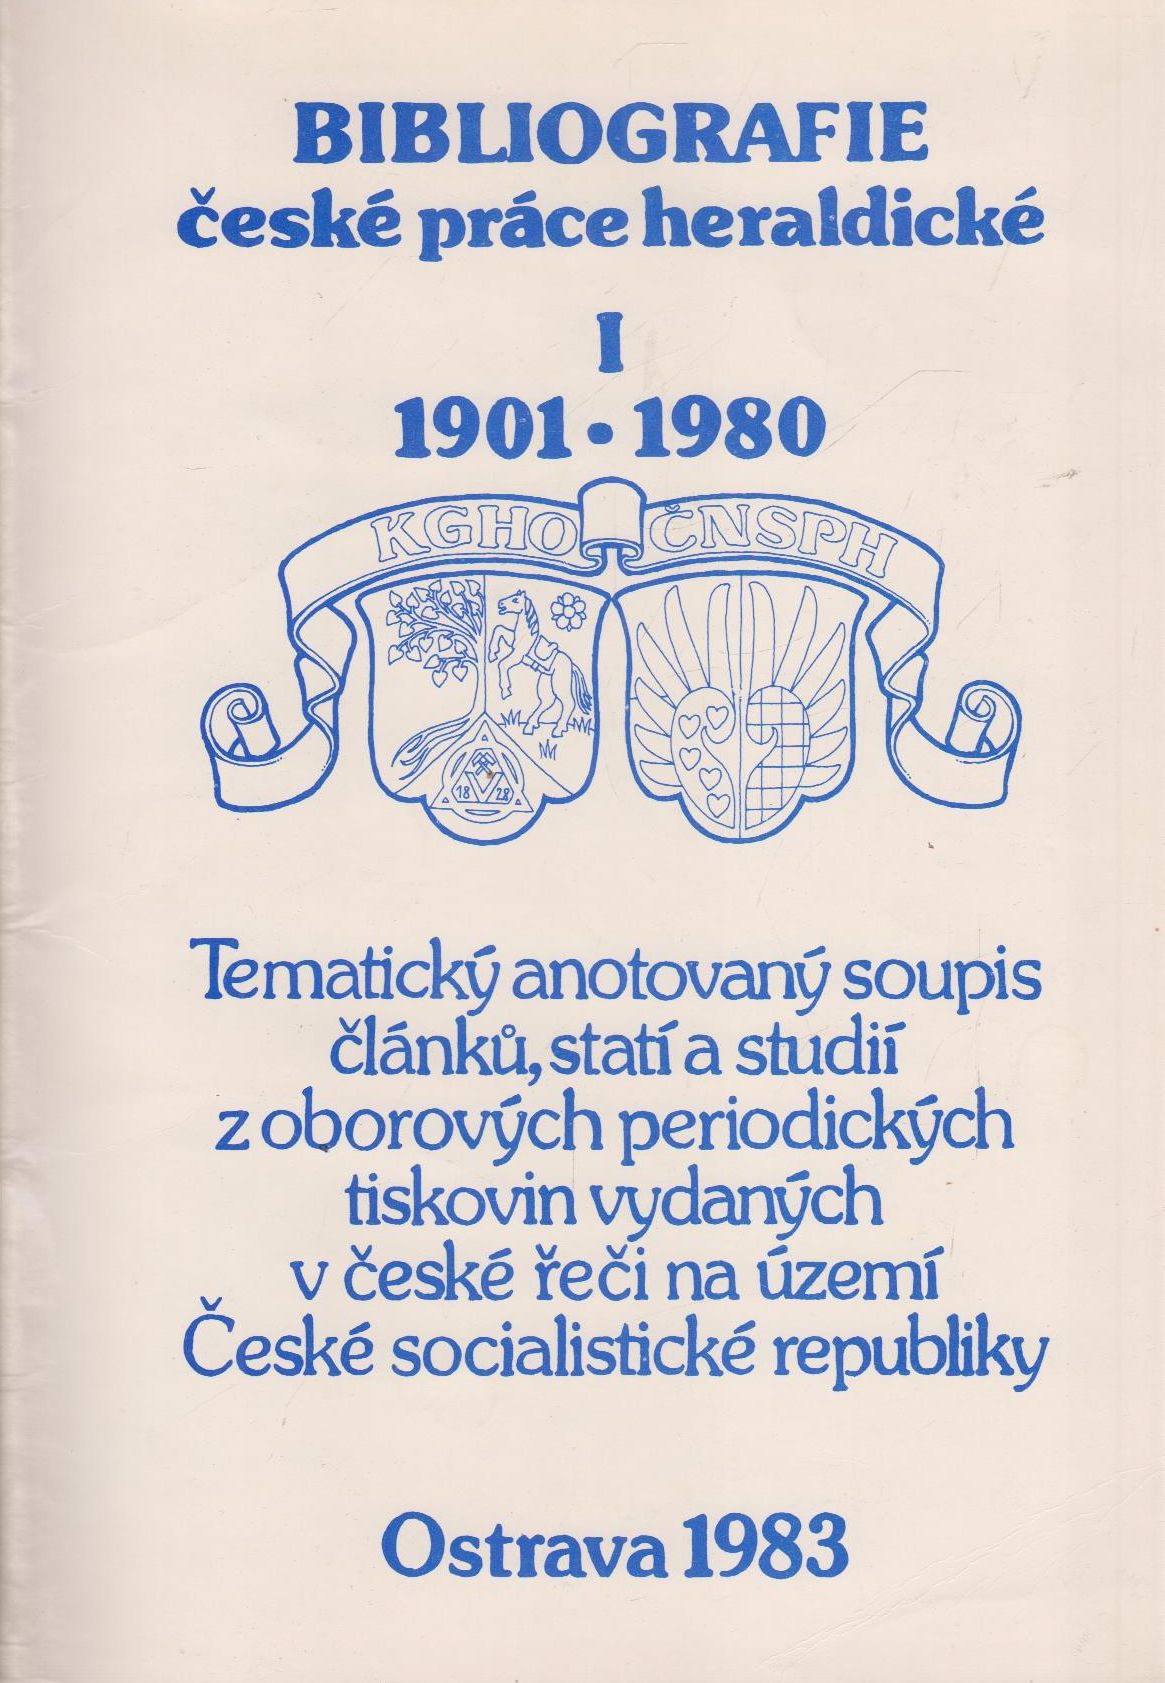 BIBLIOGRAFIE
české práce heraldické
I
1901 • 1980
KGHO ČNSPH
18 28
Tematický anotovaný soupis
článků, statí a studií
z oborových periodických
tiskovin vydaných
v české řeči na území
České socialistické republiky
Ostrava 1983